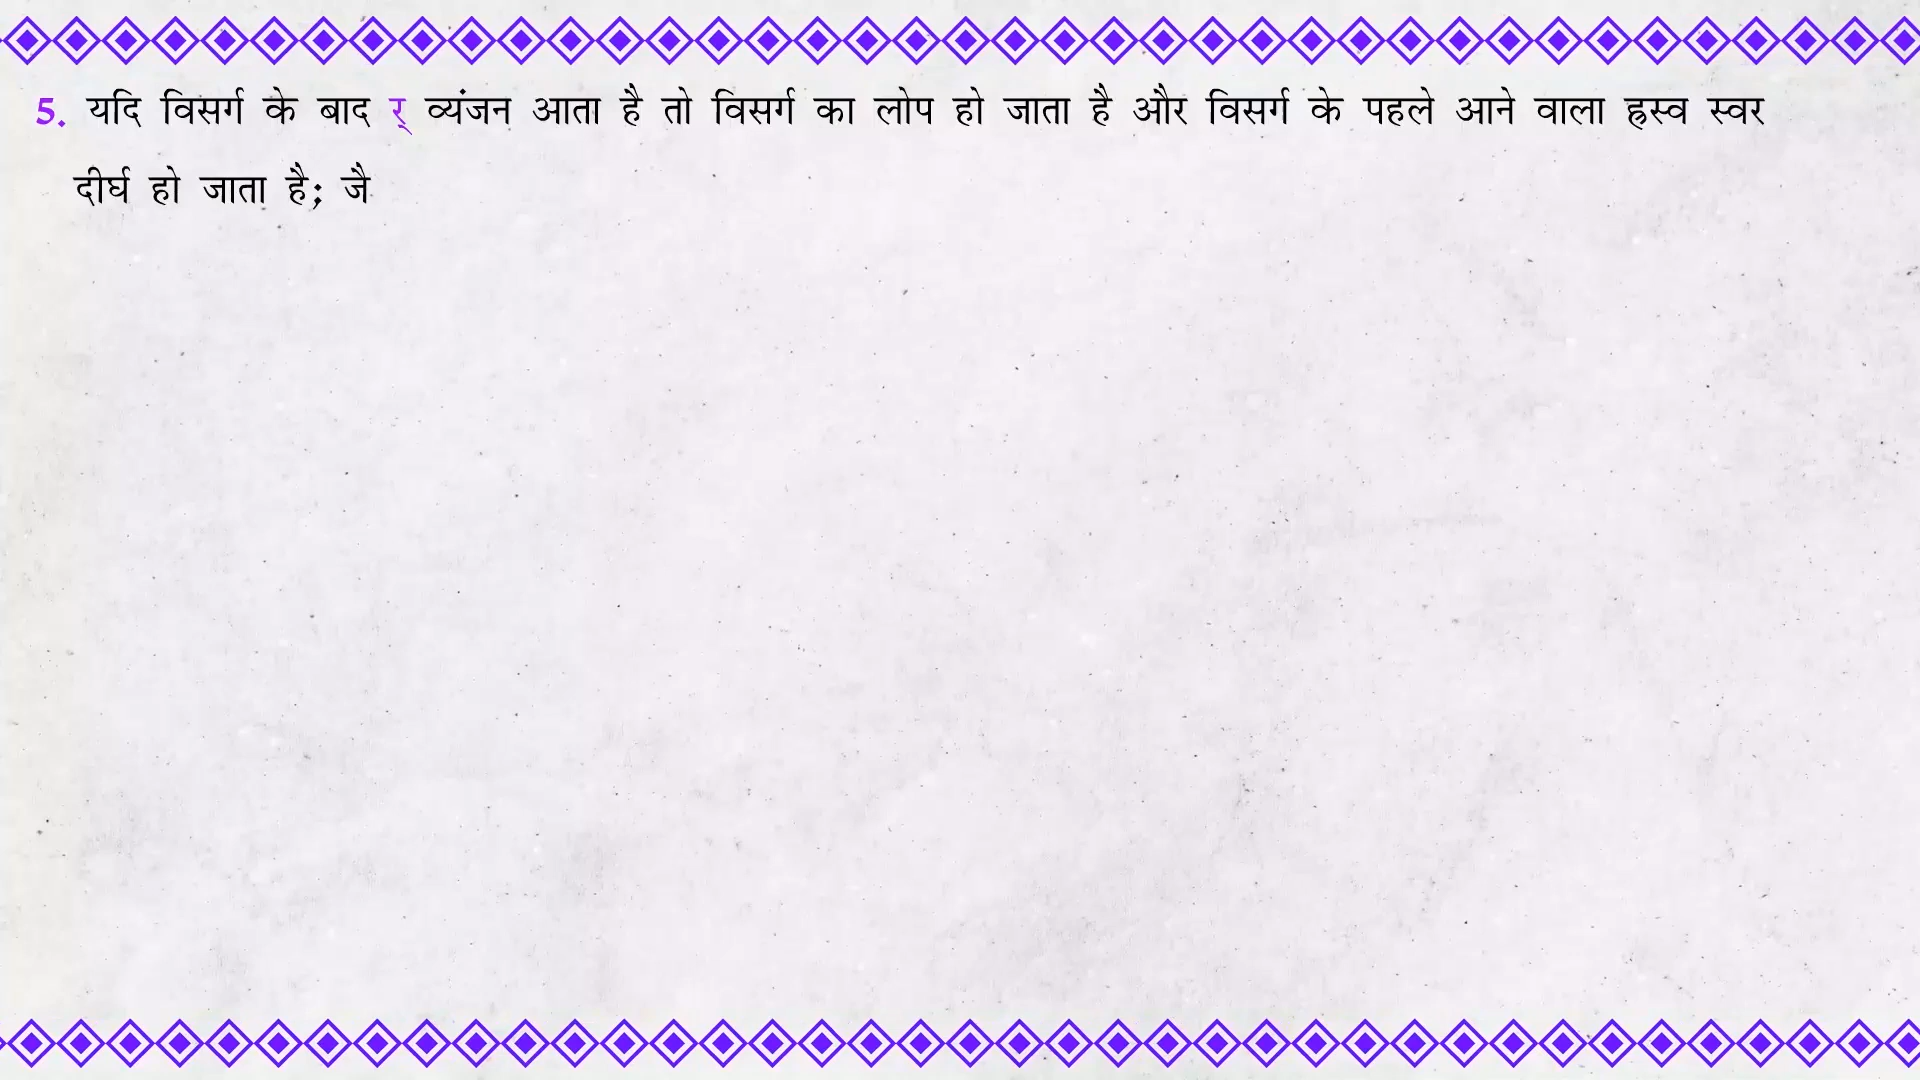 5. यदि विसर्ग के बाद र् व्यंजन आता है तो विसर्ग का लोप हो जाता है और विसर्ग के पहले आने वाला ह्रस्व स्वर
दीर्घ हो जाता है; जै